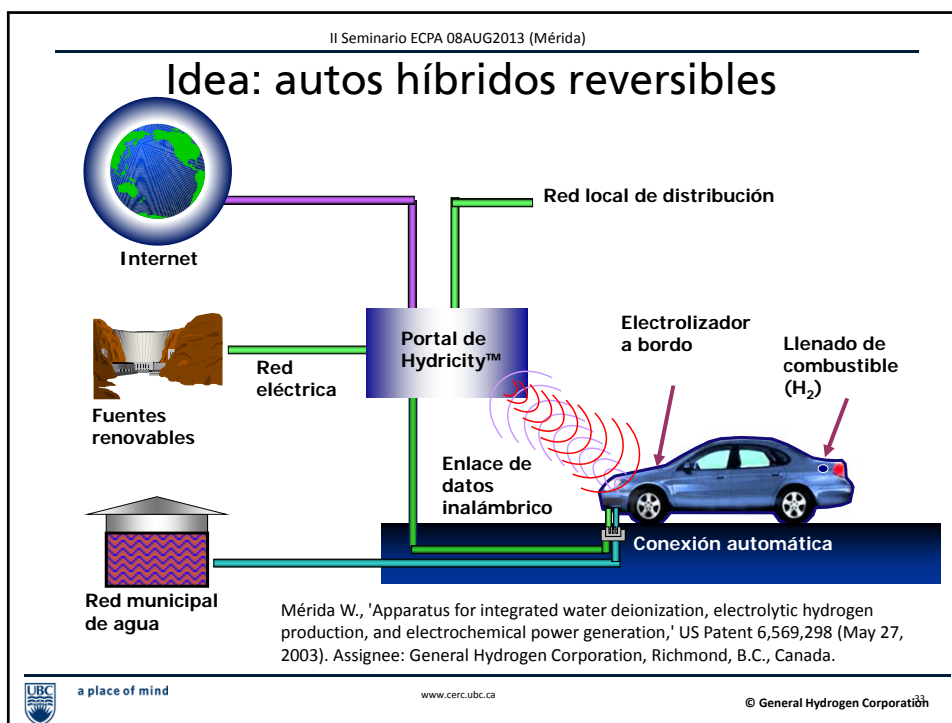 II Seminario ECPA 08AUG2013 (Mérida)
Idea: autos híbridos reversibles
Internet
Red local de distribución
Portal de
Hydricity™
Electrolizador
a bordo
Llenado de
combustible
(H₂)
Red
eléctrica
Fuentes
renovables
Enlace de
datos
inalámbrico
Conexión automática
Red municipal
de agua
Mérida W., 'Apparatus for integrated water deionization, electrolytic hydrogen
production, and electrochemical power generation,' US Patent 6,569,298 (May 27,
2003). Assignee: General Hydrogen Corporation, Richmond, B.C., Canada.
UBC
a place of mind
www.cerc.ubc.ca
© General Hydrogen Corporation
33